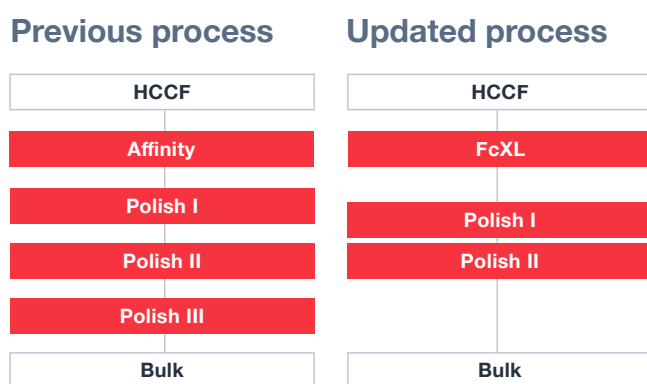 Previous process
HCCF
Affinity
Polish I
Polish II
Polish III
Bulk
Updated process
HCCF
FcXL
Polish I
Polish II
Bulk